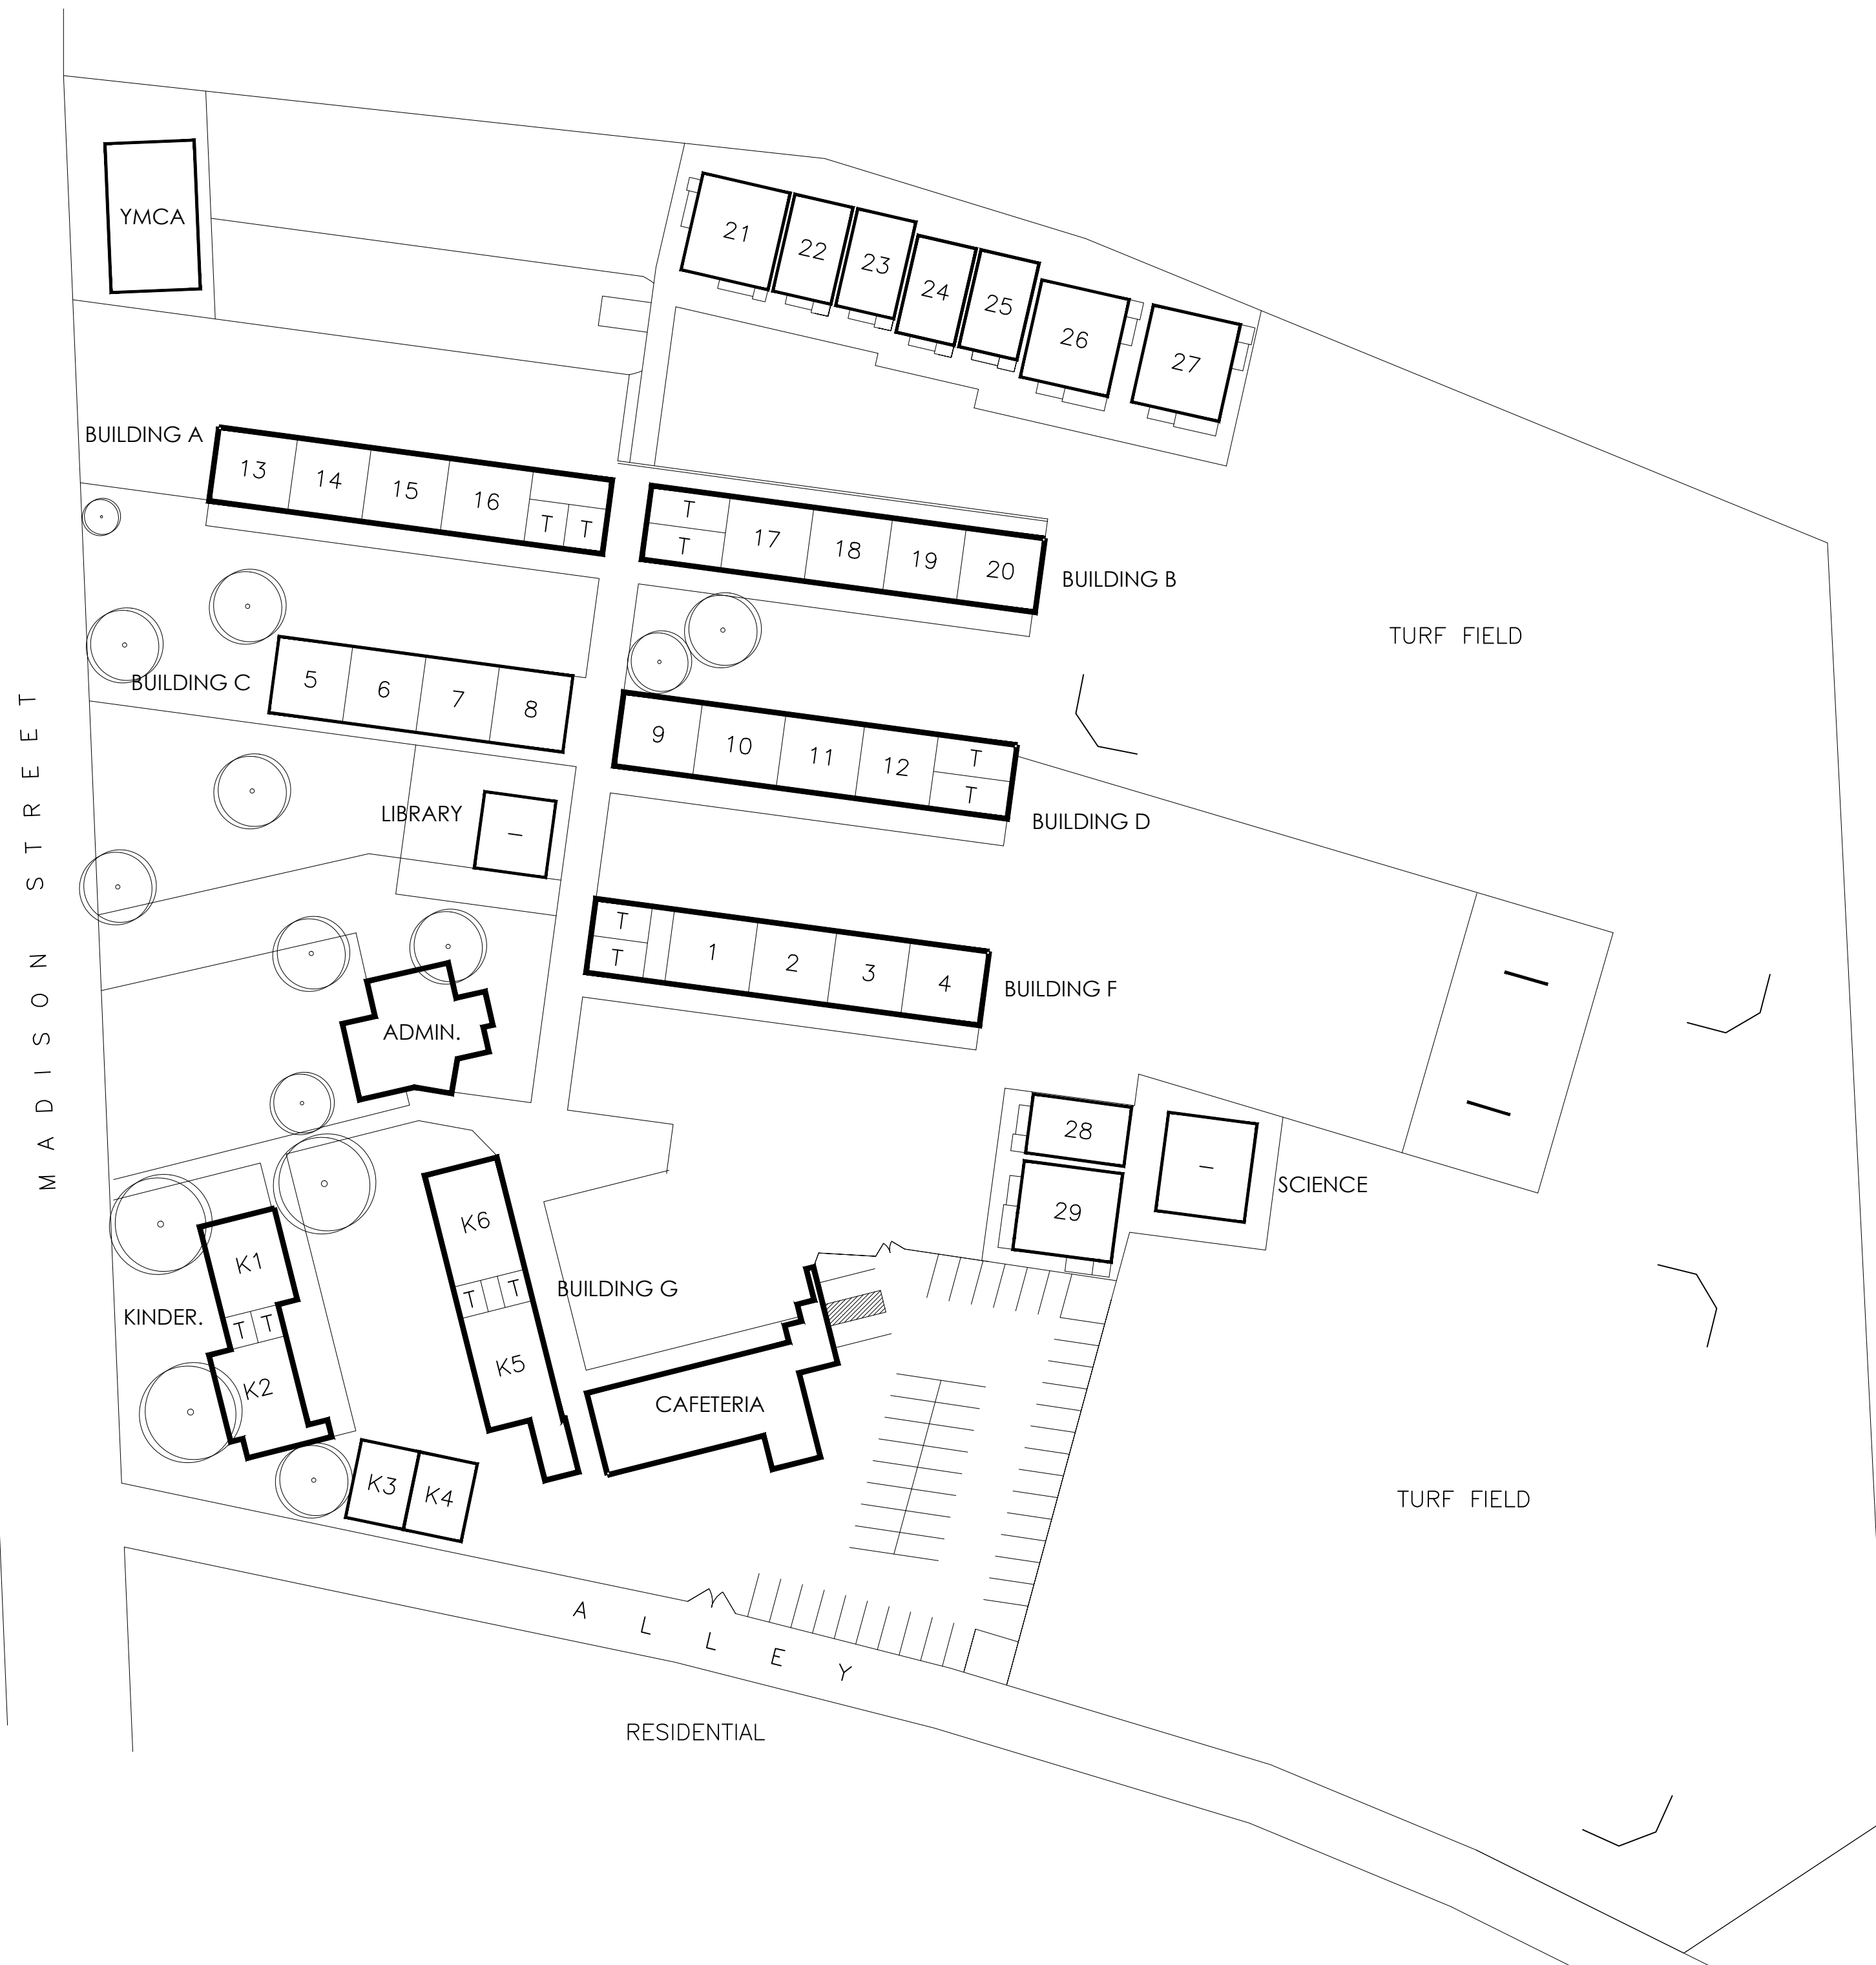 YMCA
21
22
23
24
25
26
27
BUILDING A
13
14
15
16
T
T
T
T
17
18
19
20
BUILDING B
TURF FIELD
BUILDING C
5
6
7
8
9
10
11
12
T
T
BUILDING D
LIBRARY
MADISON STREET
T
T
1
2
3
4
BUILDING F
ADMIN.
28
29
SCIENCE
K6
T
T
K5
BUILDING G
K1
T
T
K2
KINDER.
K3
K4
CAFETERIA
TURF FIELD
ALLEY
RESIDENTIAL